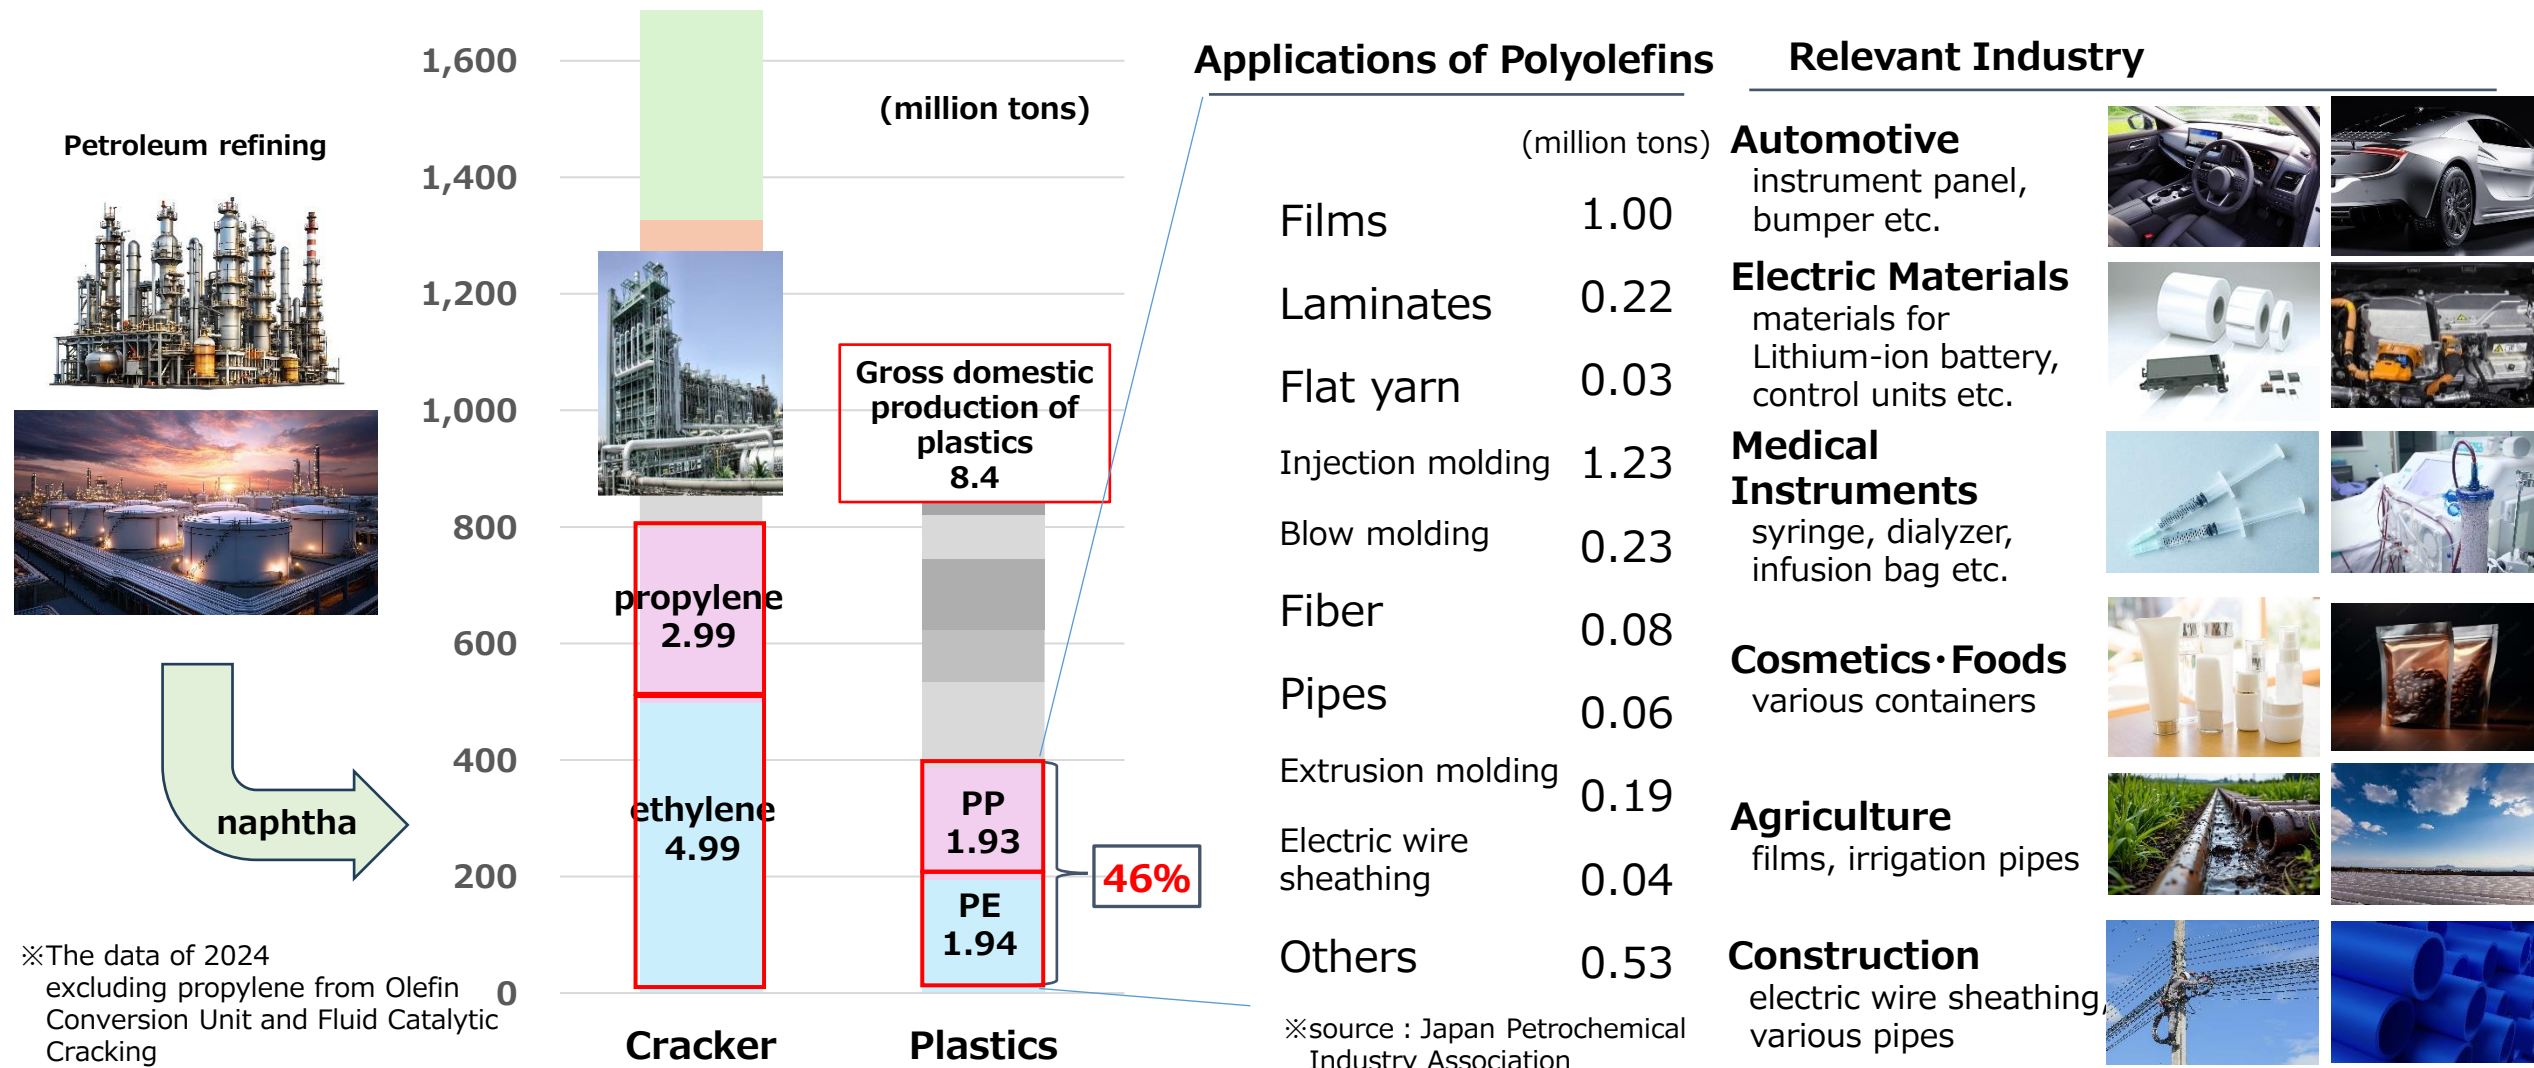 Petroleum refining
naphtha
※The data of 2024
excluding propylene from Olefin
Conversion Unit and Fluid Catalytic
Cracking
1,600
1,400
1,200
1,000
800
600
400
200
0
(million tons)
propylene
2.99
ethylene
4.99
Cracker
Gross domestic
production of
plastics
8.4
PP
1.93
PE
1.94
46%
Plastics
Applications of Polyolefins
(million tons)
Films 1.00
Laminates 0.22
Flat yarn 0.03
Injection molding 1.23
Blow molding 0.23
Fiber 0.08
Pipes 0.06
Extrusion molding 0.19
Electric wire
sheathing 0.04
Others 0.53
※source : Japan Petrochemical
Industry Association
Relevant Industry
Automotive
instrument panel,
bumper etc.
Electric Materials
materials for
Lithium-ion battery,
control units etc.
Medical
Instruments
syringe, dialyzer,
infusion bag etc.
Cosmetics･Foods
various containers
Agriculture
films, irrigation pipes
Construction
electric wire sheathing,
various pipes